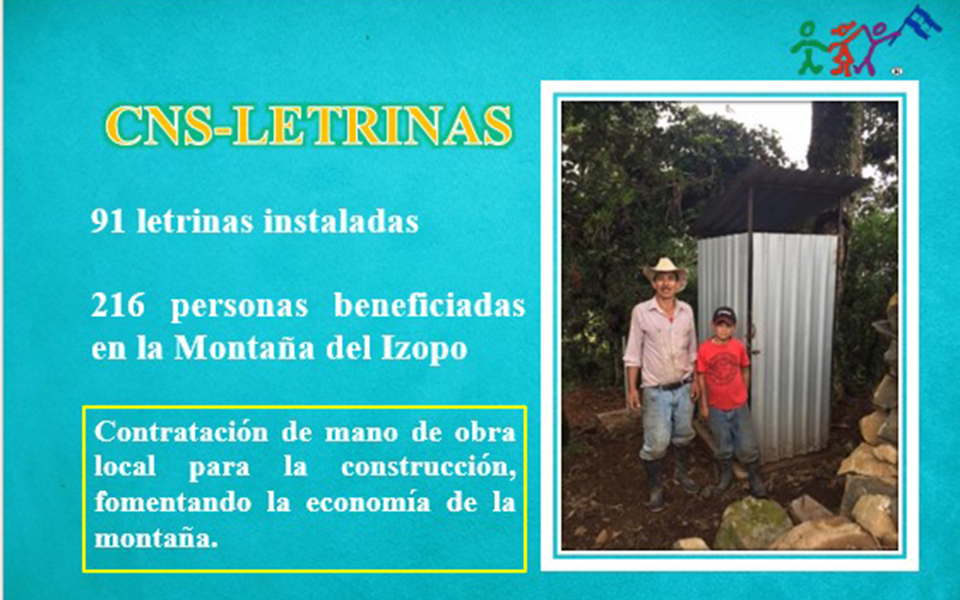 CNS-LETRINAS
91 letrinas instaladas
216 personas beneficiadas
en la Montaña del Izopo
Contratación de mano de obra
local para la construcción,
fomentando la economía de la
montaña.